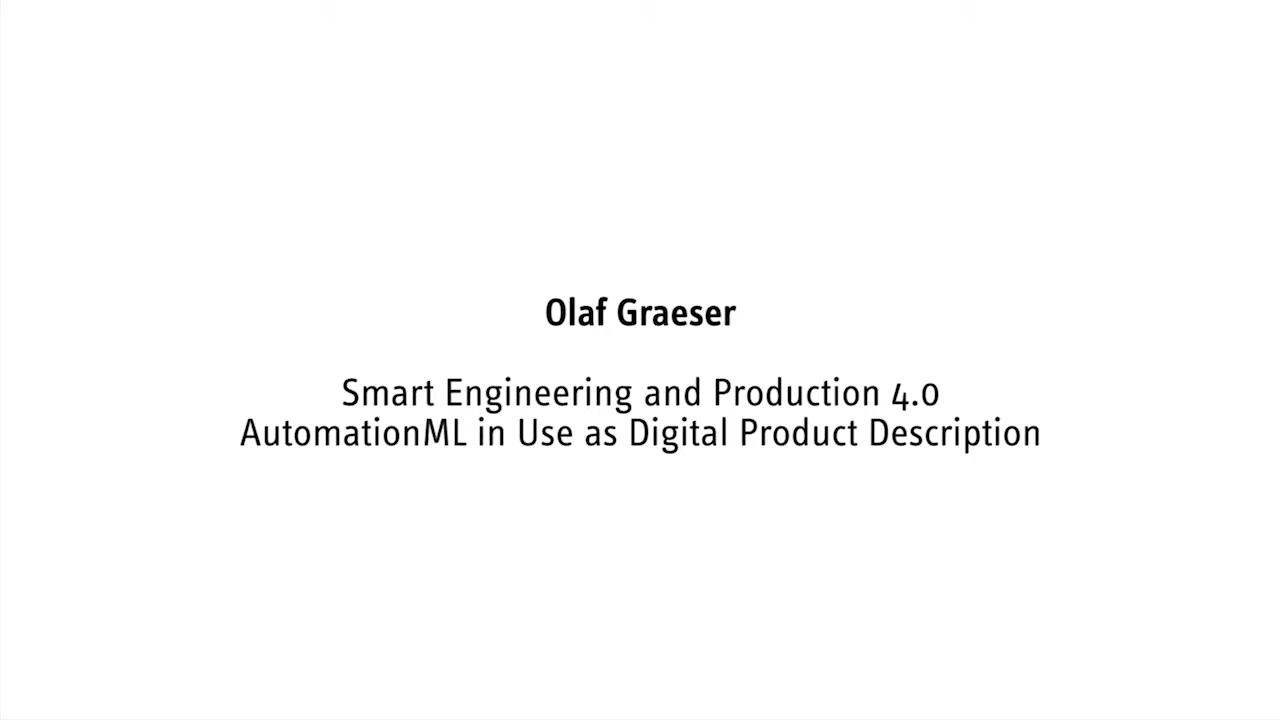 Olaf Graeser
Smart Engineering and Production 4.0
AutomationML in Use as Digital Product Description